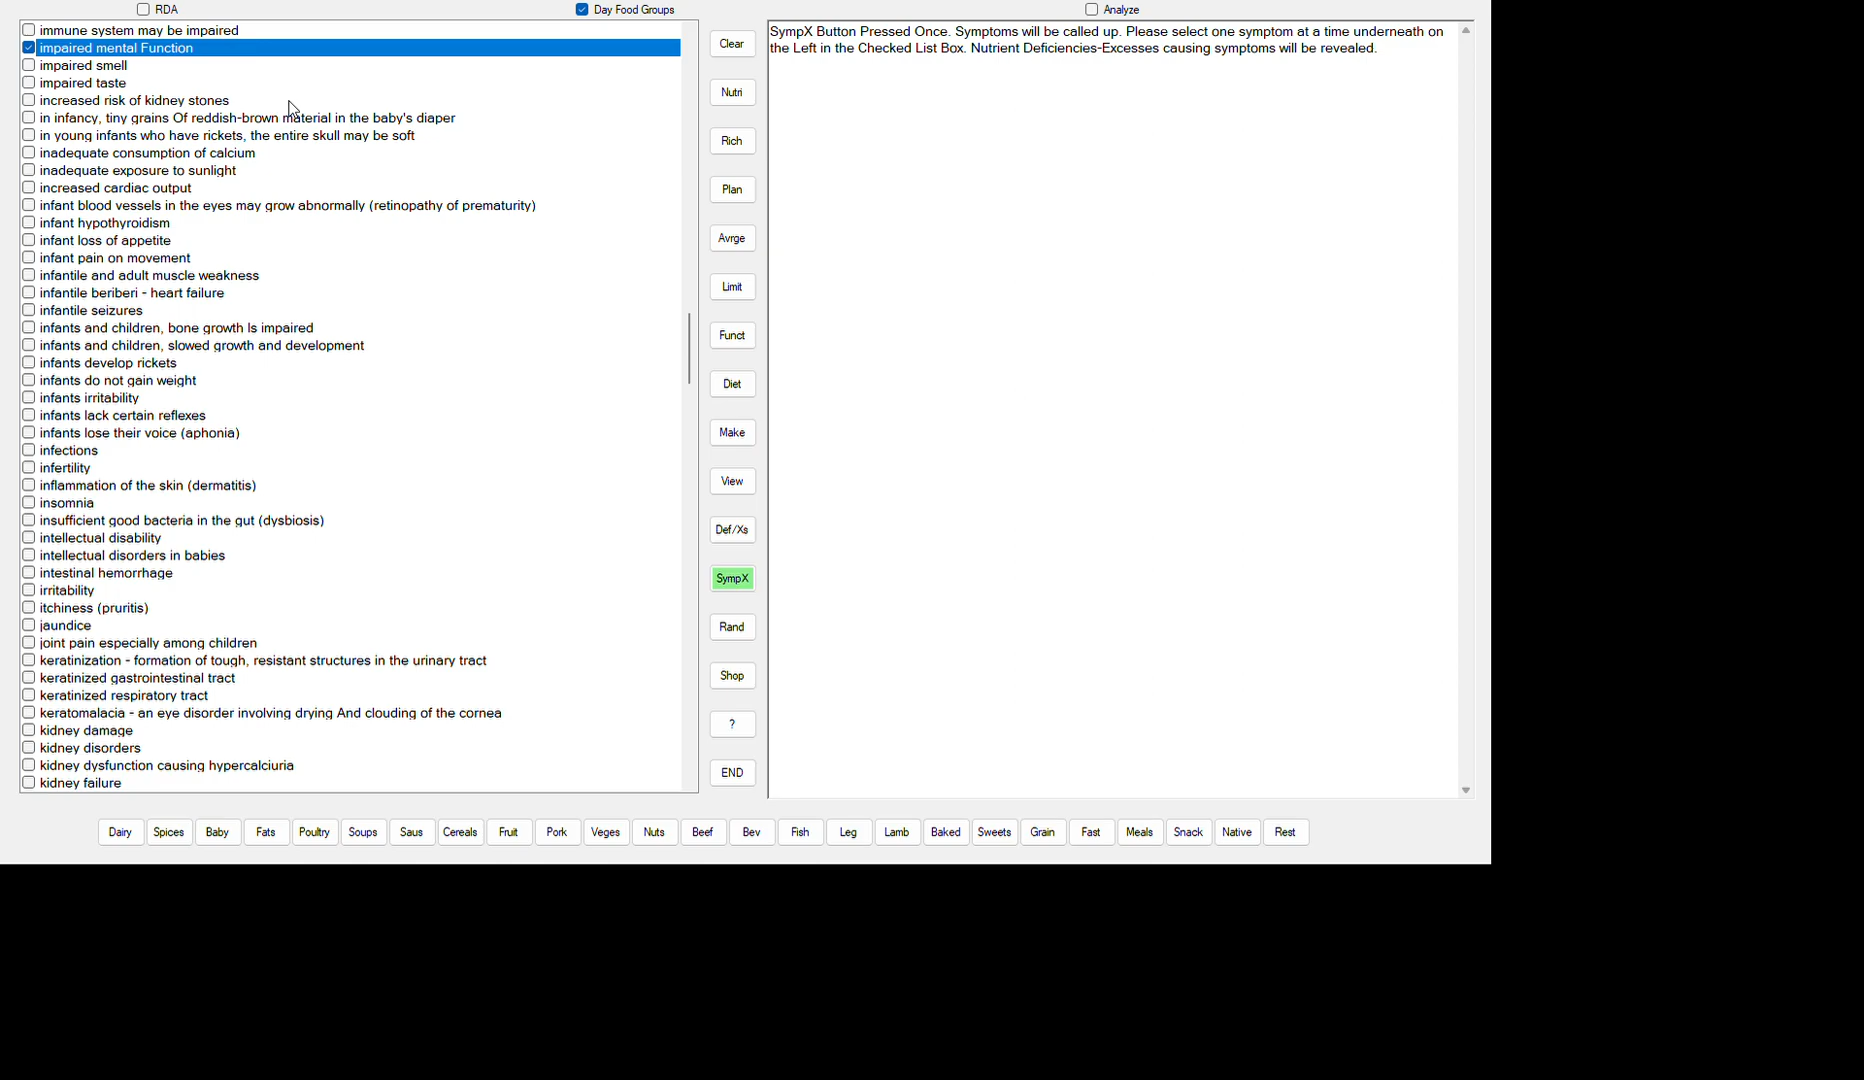 RDA
Day Food Groups
Analyze
immune system may be impaired
impaired mental Function
impaired smell
impaired taste
increased risk of kidney stones
in infancy, tiny grains Of reddish-brown material in the baby's diaper
in young infants who have rickets, the entire skull may be soft
inadequate consumption of calcium
inadequate exposure to sunlight
increased cardiac output
infant blood vessels in the eyes may grow abnormally (retinopathy of prematurity)
infant hypothyroidism
infant loss of appetite
infant pain on movement
infantile and adult muscle weakness
infantile beriberi - heart failure
infantile seizures
infants and children, bone growth Is impaired
infants and children, slowed growth and development
infants develop rickets
infants do not gain weight
infants irritability
infants lack certain reflexes
infants lose their voice (aphonia)
infections
infertility
inflammation of the skin (dermatitis)
insomnia
insufficient good bacteria in the gut (dysbiosis)
intellectual disability
intellectual disorders in babies
intestinal hemorrhage
irritability
itchiness (pruritis)
jaundice
joint pain especially among children
keratinization - formation of tough, resistant structures in the urinary tract
keratinized gastrointestinal tract
keratinized respiratory tract
keratomalacia - an eye disorder involving drying And clouding of the cornea
kidney damage
kidney disorders
kidney dysfunction causing hypercalciuria
kidney failure
Clear
Nutri
Rich
Plan
Avrge
Limit
Funct
Diet
Make
View
Def/Xs
SympX
Rand
Shop
?
END
SympX Button Pressed Once. Symptoms will be called up. Please select one symptom at a time underneath on
the Left in the Checked List Box. Nutrient Deficiencies-Excesses causing symptoms will be revealed.
Dairy Spices Baby Fats Poultry Soups Saus Cereals Fruit Pork Veges Nuts Beef Bev Fish Leg Lamb Baked Sweets Grain Fast Meals Snack Native Rest